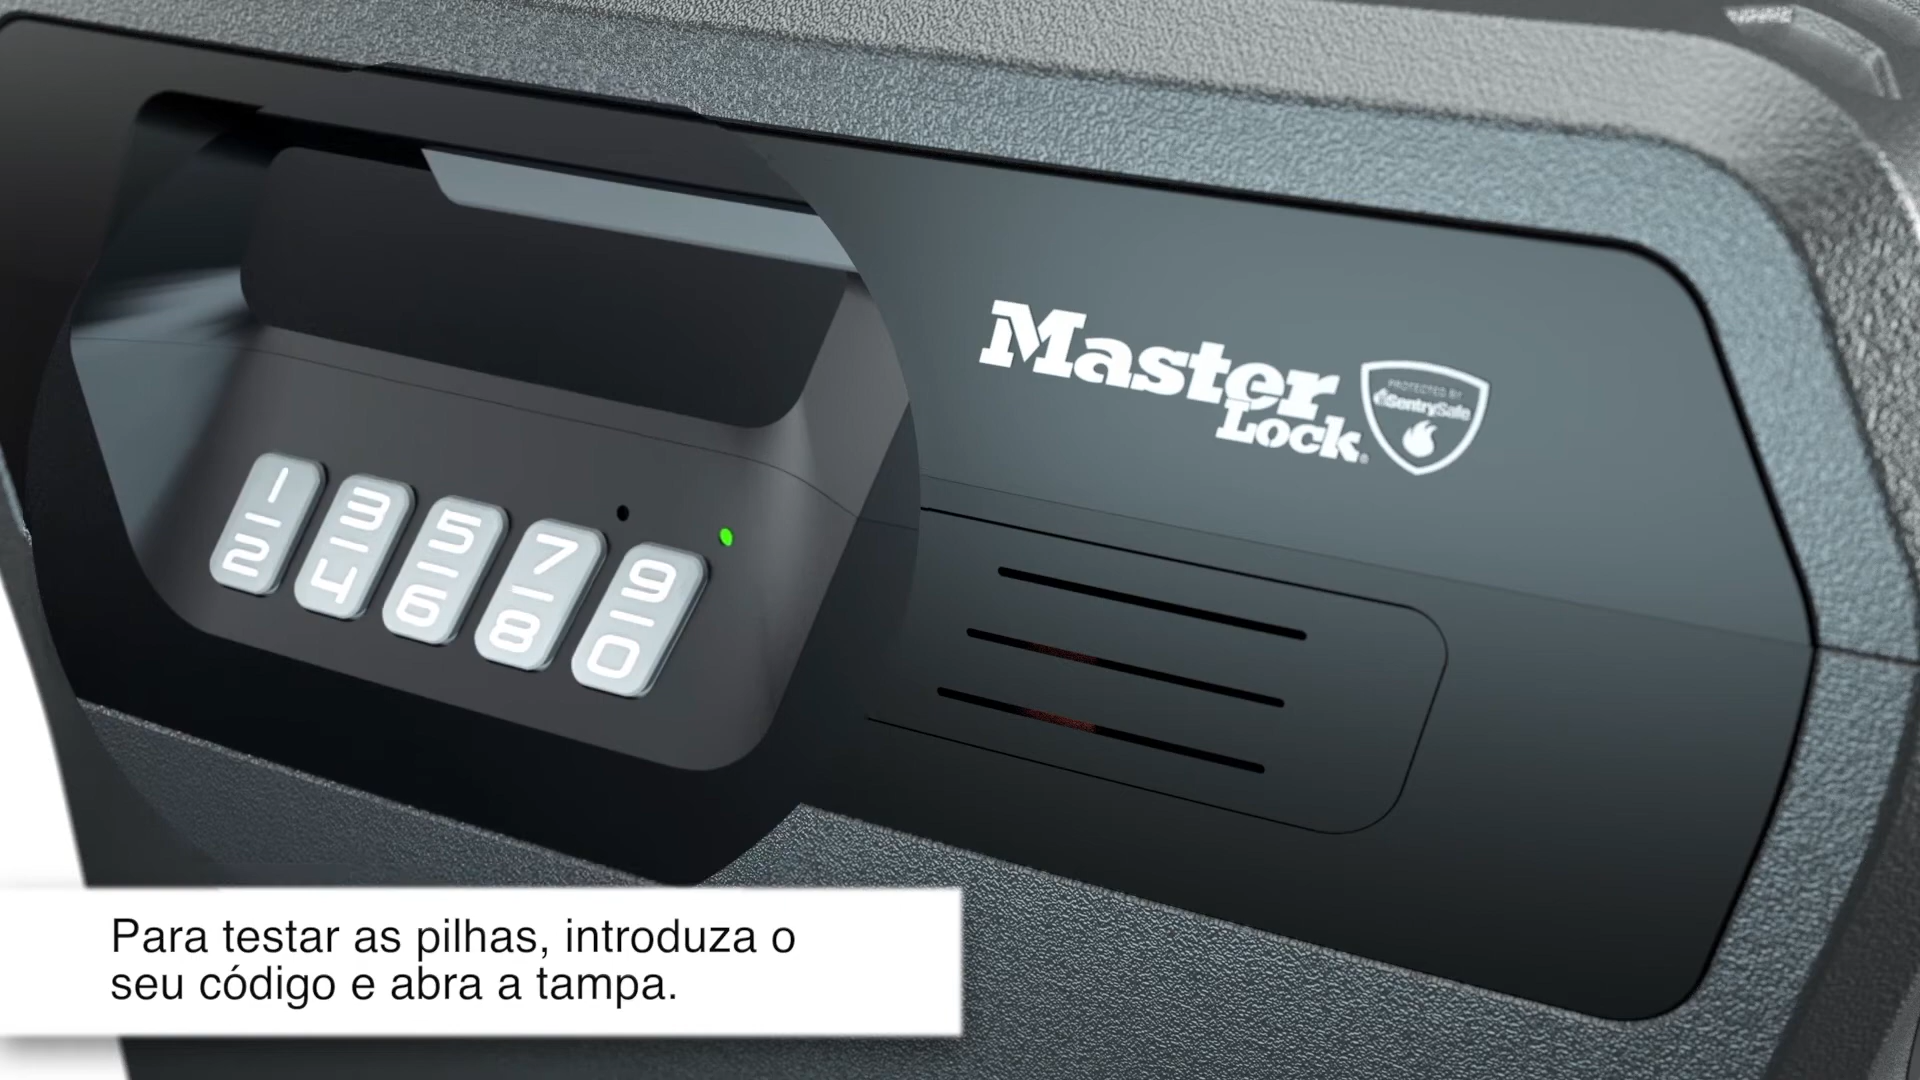 Master
Lock
PROTECTED BY
SentrySafe
1 3 5 7 9
2 4 6 8 0
Para testar as pilhas, introduza o
seu código e abra a tampa.